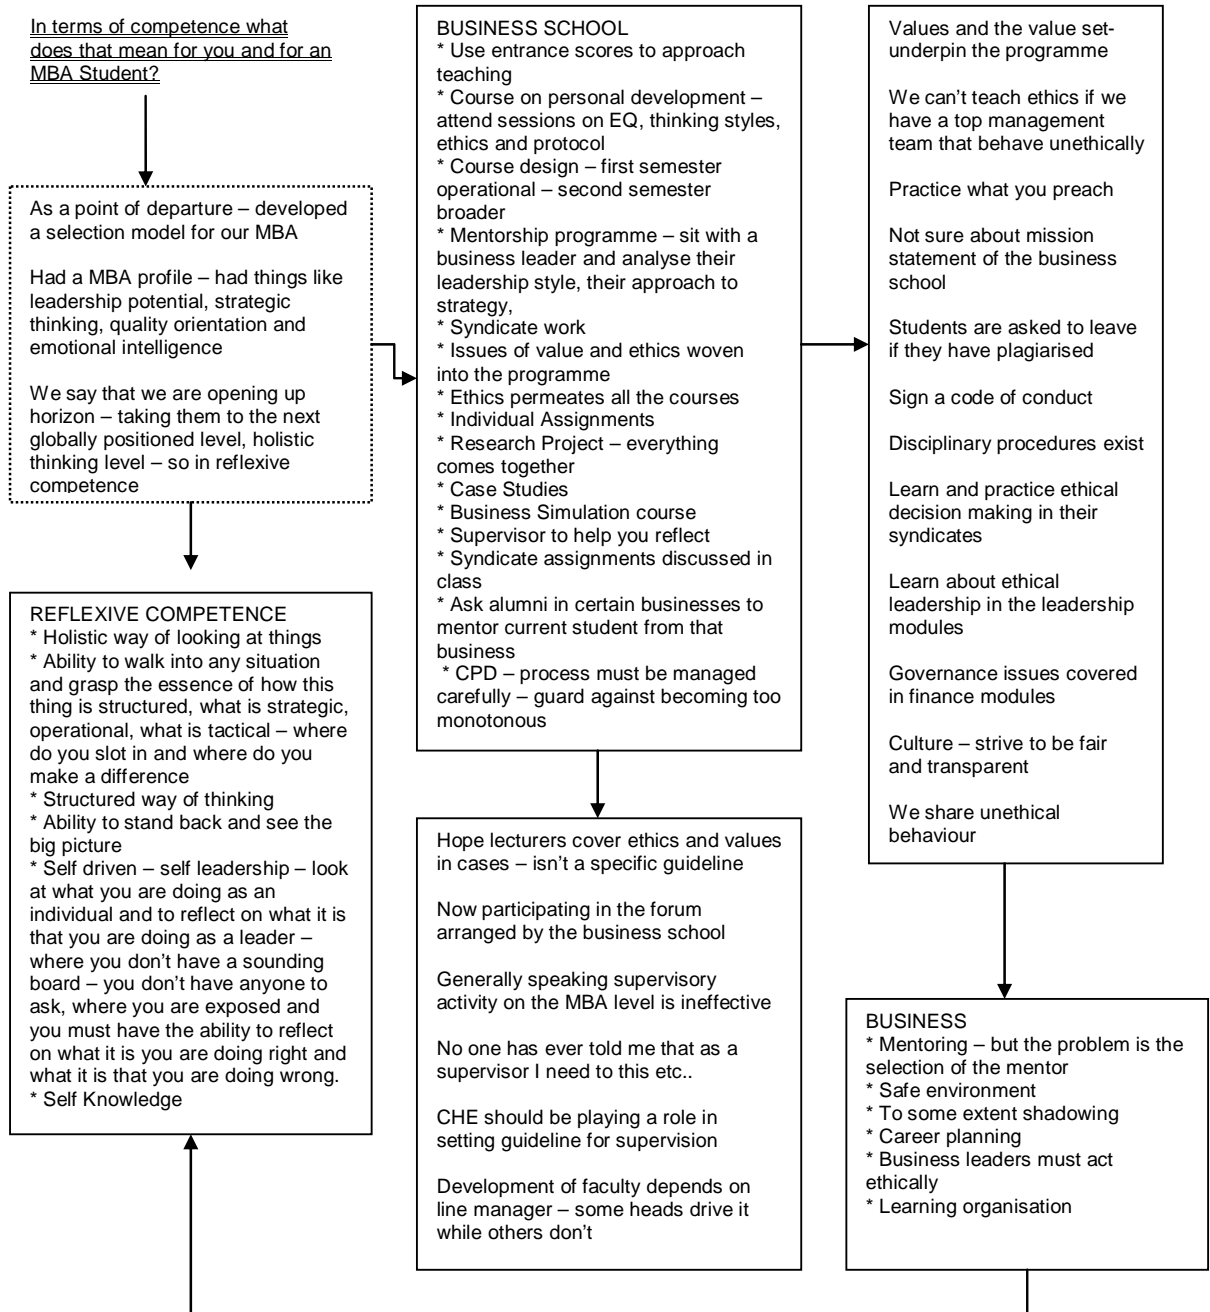 In terms of competence what
does that mean for you and for an
MBA Student?
As a point of departure – developed
a selection model for our MBA
Had a MBA profile – had things like
leadership potential, strategic
thinking, quality orientation and
emotional intelligence
We say that we are opening up
horizon – taking them to the next
globally positioned level, holistic
thinking level – so in reflexive
competence
REFLEXIVE COMPETENCE
* Holistic way of looking at things
* Ability to walk into any situation
and grasp the essence of how this
thing is structured, what is strategic,
operational, what is tactical – where
do you slot in and where do you
make a difference
* Structured way of thinking
* Ability to stand back and see the
big picture
* Self driven – self leadership – look
at what you are doing as an
individual and to reflect on what it is
that you are doing as a leader –
where you don't have a sounding
board – you don't have anyone to
ask, where you are exposed and
you must have the ability to reflect
on what it is you are doing right and
what it is that you are doing wrong.
* Self Knowledge
BUSINESS SCHOOL
* Use entrance scores to approach
teaching
* Course on personal development –
attend sessions on EQ, thinking styles,
ethics and protocol
* Course design – first semester
operational – second semester
broader
* Mentorship programme – sit with a
business leader and analyse their
leadership style, their approach to
strategy,
* Syndicate work
* Issues of value and ethics woven
into the programme
* Ethics permeates all the courses
* Individual Assignments
* Research Project – everything
comes together
* Case Studies
* Business Simulation course
* Supervisor to help you reflect
* Syndicate assignments discussed in
class
* Ask alumni in certain businesses to
mentor current student from that
business
* CPD – process must be managed
carefully – guard against becoming too
monotonous
Hope lecturers cover ethics and values
in cases – isn't a specific guideline
Now participating in the forum
arranged by the business school
Generally speaking supervisory
activity on the MBA level is ineffective
No one has ever told me that as a
supervisor I need to this etc..
CHE should be playing a role in
setting guideline for supervision
Development of faculty depends on
line manager – some heads drive it
while others don't
Values and the value set-
underpin the programme
We can't teach ethics if we
have a top management
team that behave unethically
Practice what you preach
Not sure about mission
statement of the business
school
Students are asked to leave
if they have plagiarised
Sign a code of conduct
Disciplinary procedures exist
Learn and practice ethical
decision making in their
syndicates
Learn about ethical
leadership in the leadership
modules
Governance issues covered
in finance modules
Culture – strive to be fair
and transparent
We share unethical
behaviour
BUSINESS
* Mentoring – but the problem is the
selection of the mentor
* Safe environment
* To some extent shadowing
* Career planning
* Business leaders must act
ethically
* Learning organisation